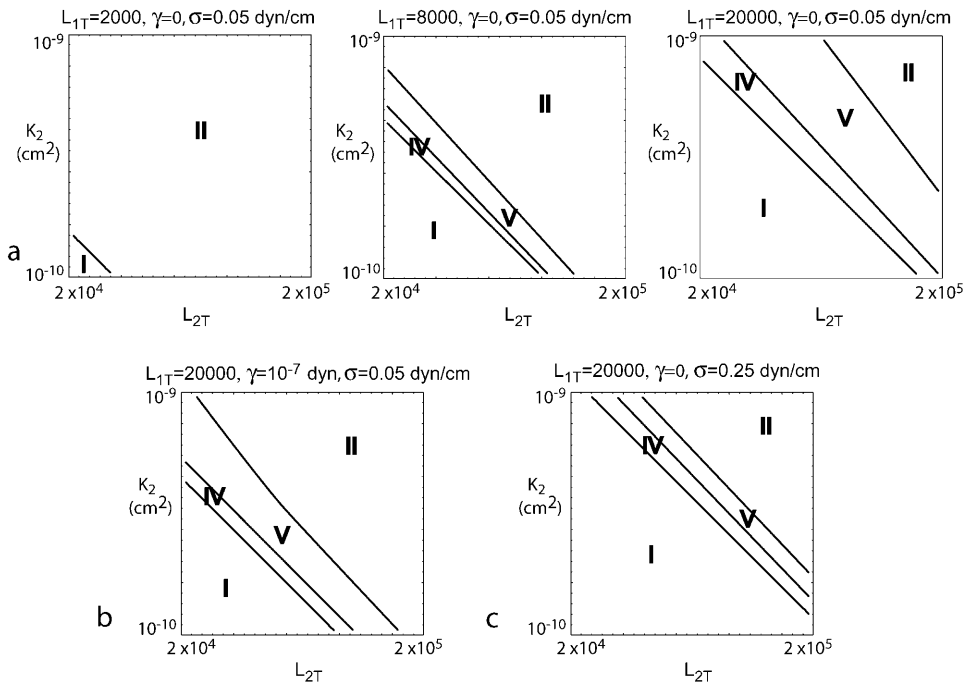 L1T=2000, γ=0, σ=0.05 dyn/cm
L1T=8000, γ=0, σ=0.05 dyn/cm
L1T=20000, γ=0, σ=0.05 dyn/cm
10-9
K2
(cm2)
10-10
II
I
2 x104
2 x105
L2T
10-9
K2
(cm2)
10-10
II
IV
V
I
2 x104
2 x105
L2T
10-9
K2
(cm2)
10-10
II
IV
V
I
2 x104
2 x105
L2T
a
L1T=20000, γ=10-7 dyn, σ=0.05 dyn/cm
L1T=20000, γ=0, σ=0.25 dyn/cm
10-9
K2
(cm2)
10-10
II
IV
V
I
2 x104
2 x105
L2T
b
10-9
K2
(cm2)
10-10
II
IV
V
I
2 x104
2 x105
L2T
c